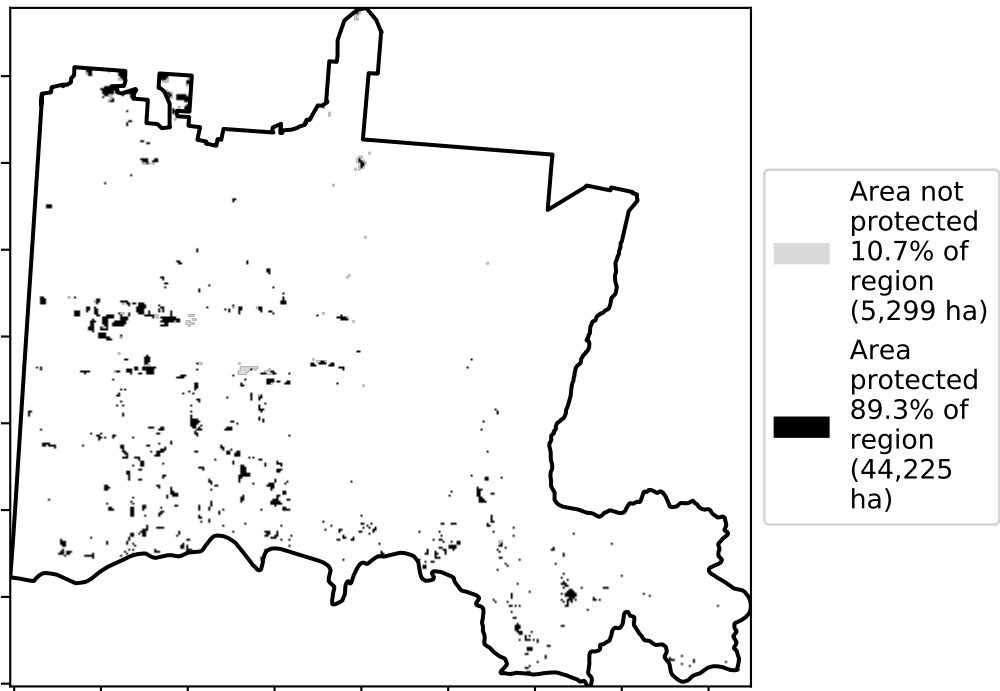 Area not
protected
10.7% of
region
(5,299 ha)
Area
protected
89.3% of
region
(44,225
ha)